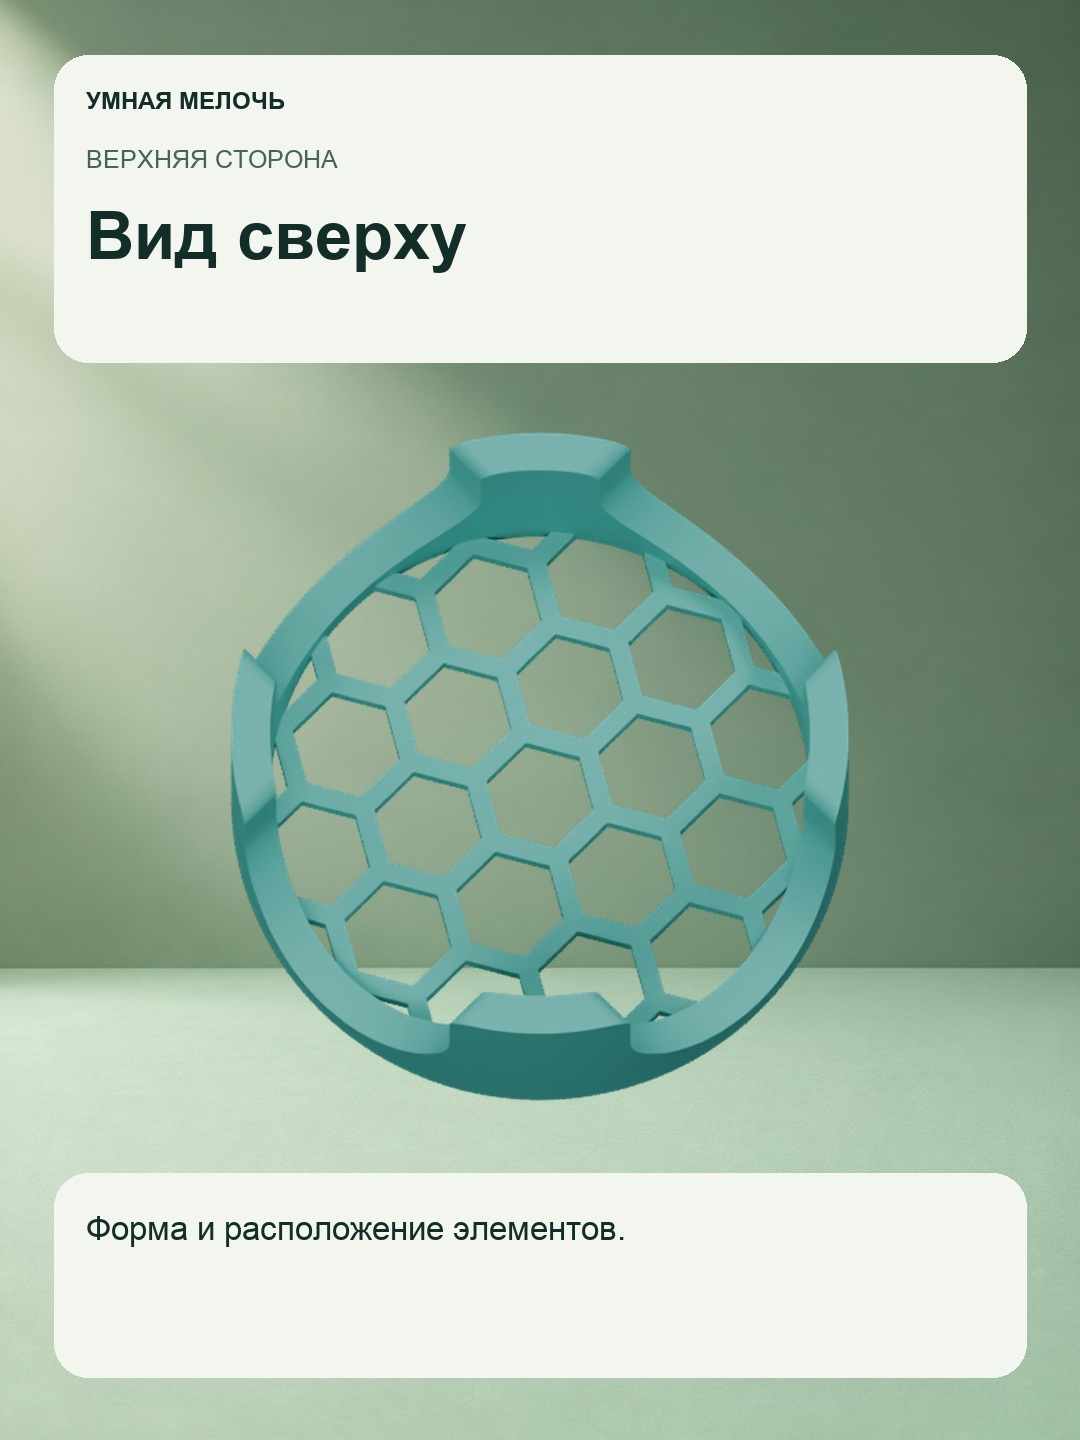 УМНАЯ МЕЛОЧЬ
ВЕРХНЯЯ СТОРОНА
Вид сверху
Форма и расположение элементов.